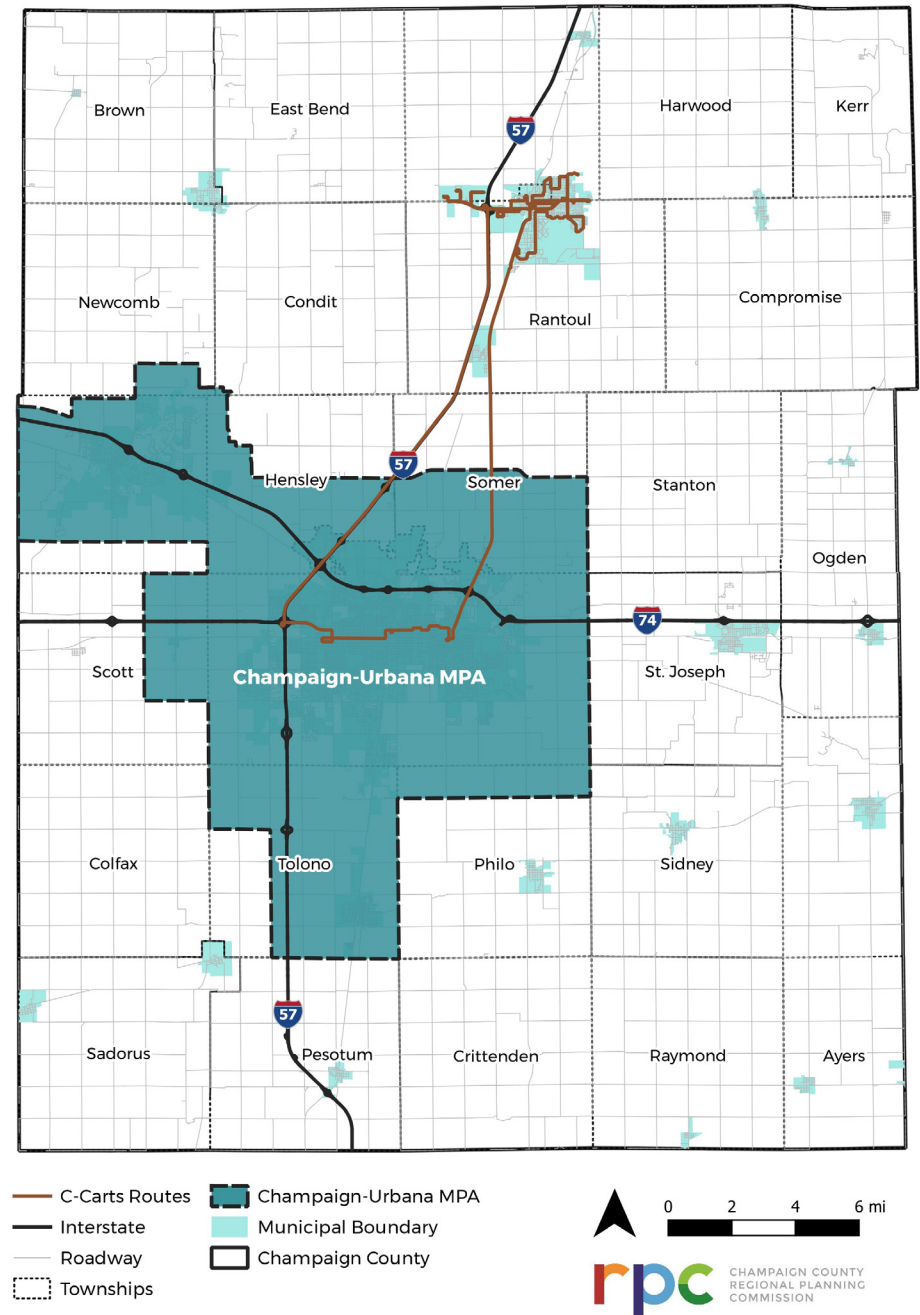 Brown
East Bend
Harwood
Kerr
57
Newcomb
Condit
Rantoul
Compromise
57
Hensley
Somer
Stanton
Ogden
74
Scott
Champaign-Urbana MPA
St. Joseph
Colfax
Tolono
Philo
Sidney
57
Sadorus
Pesotum
Crittenden
Raymond
Ayers
C-Carts Routes
Interstate
Roadway
Townships
Champaign-Urbana MPA
Municipal Boundary
Champaign County
0 2 4 6 mi
rpc
CHAMPAIGN COUNTY
REGIONAL PLANNING
COMMISSION